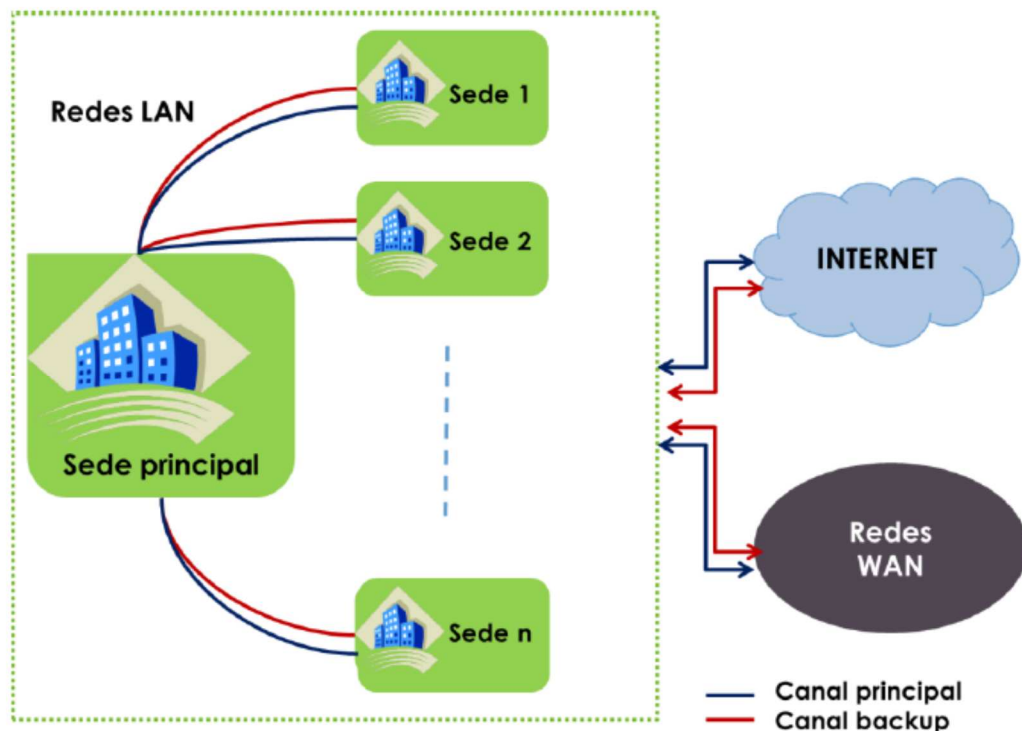 Redes LAN
Sede 1
Sede 2
INTERNET
Sede principal
Redes
WAN
Sede n
Canal principal
Canal backup